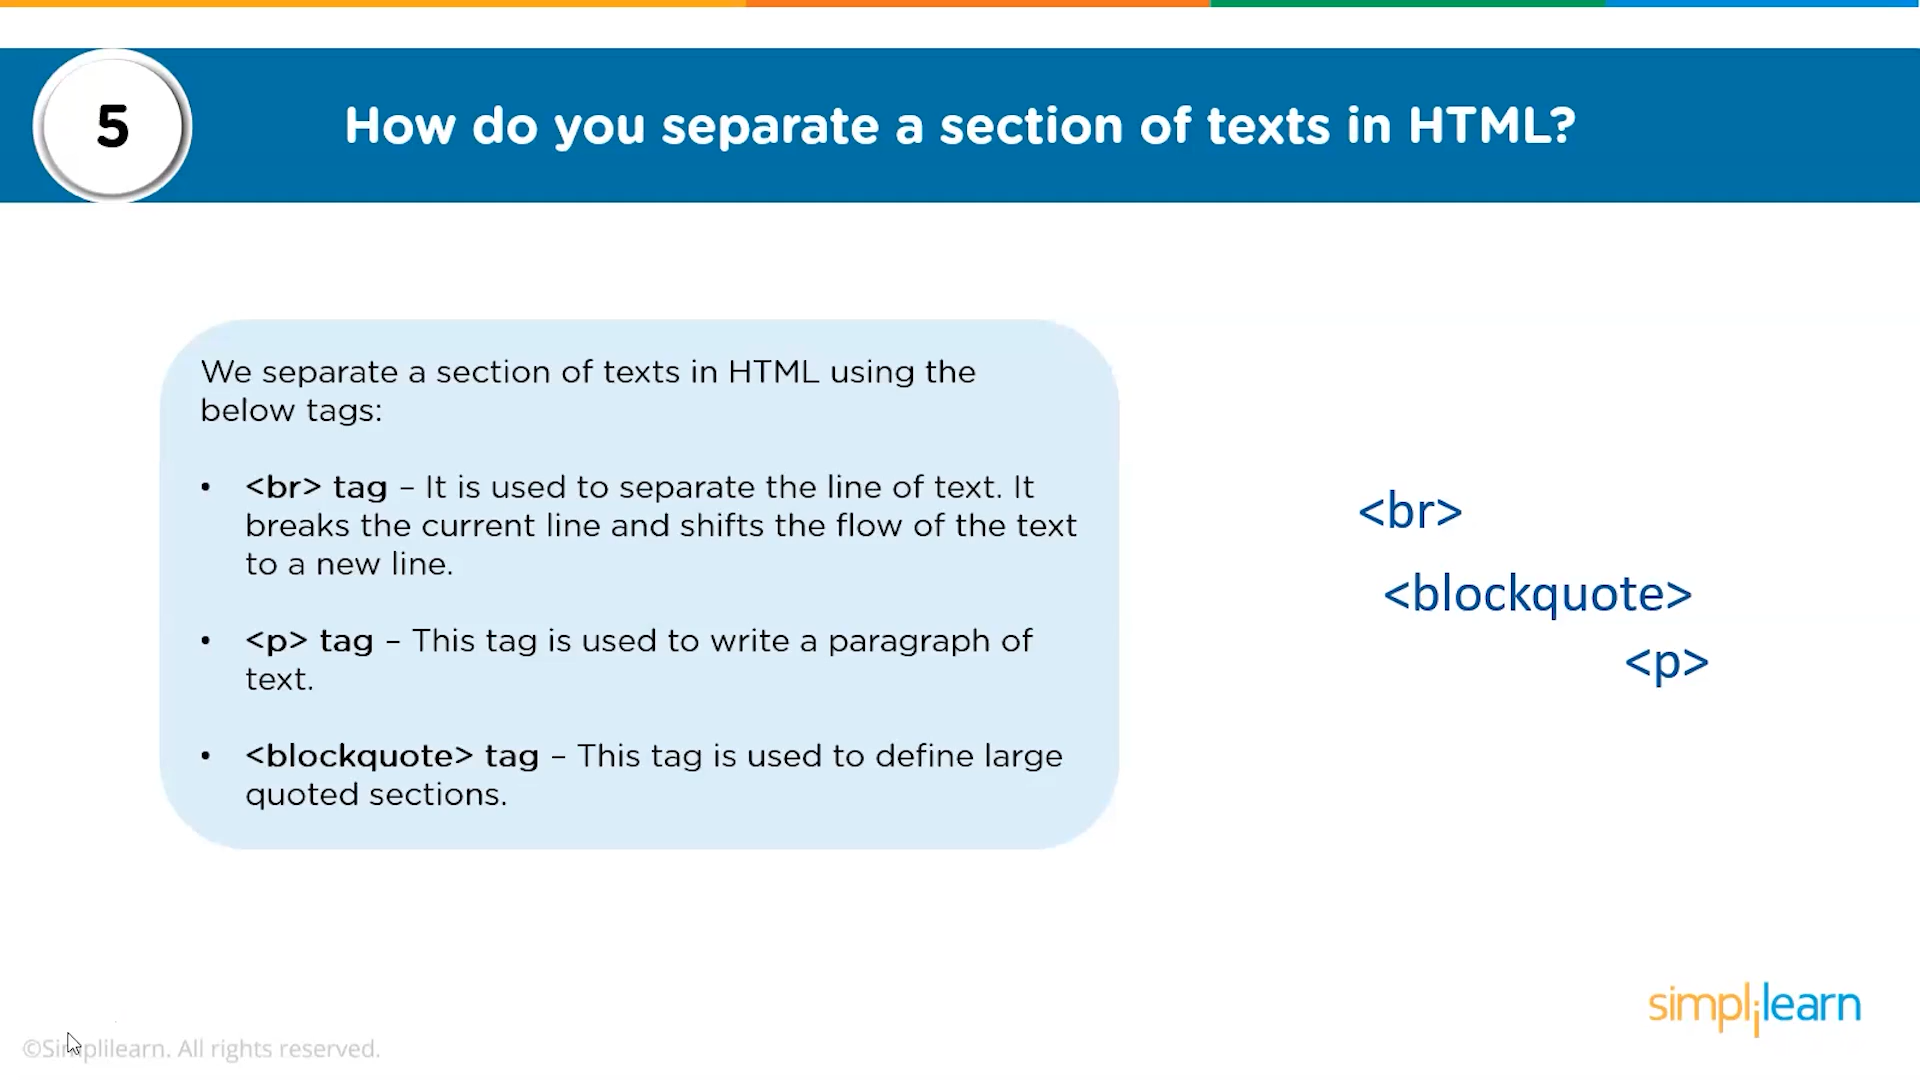 5
How do you separate a section of texts in HTML?
We separate a section of texts in HTML using the
below tags:
• <br> tag – It is used to separate the line of text. It
breaks the current line and shifts the flow of the text
to a new line.
• <p> tag – This tag is used to write a paragraph of
text.
• <blockquote> tag – This tag is used to define large
quoted sections.
<br>
<blockquote>
<p>
simplilearn
©Simplilearn. All rights reserved.